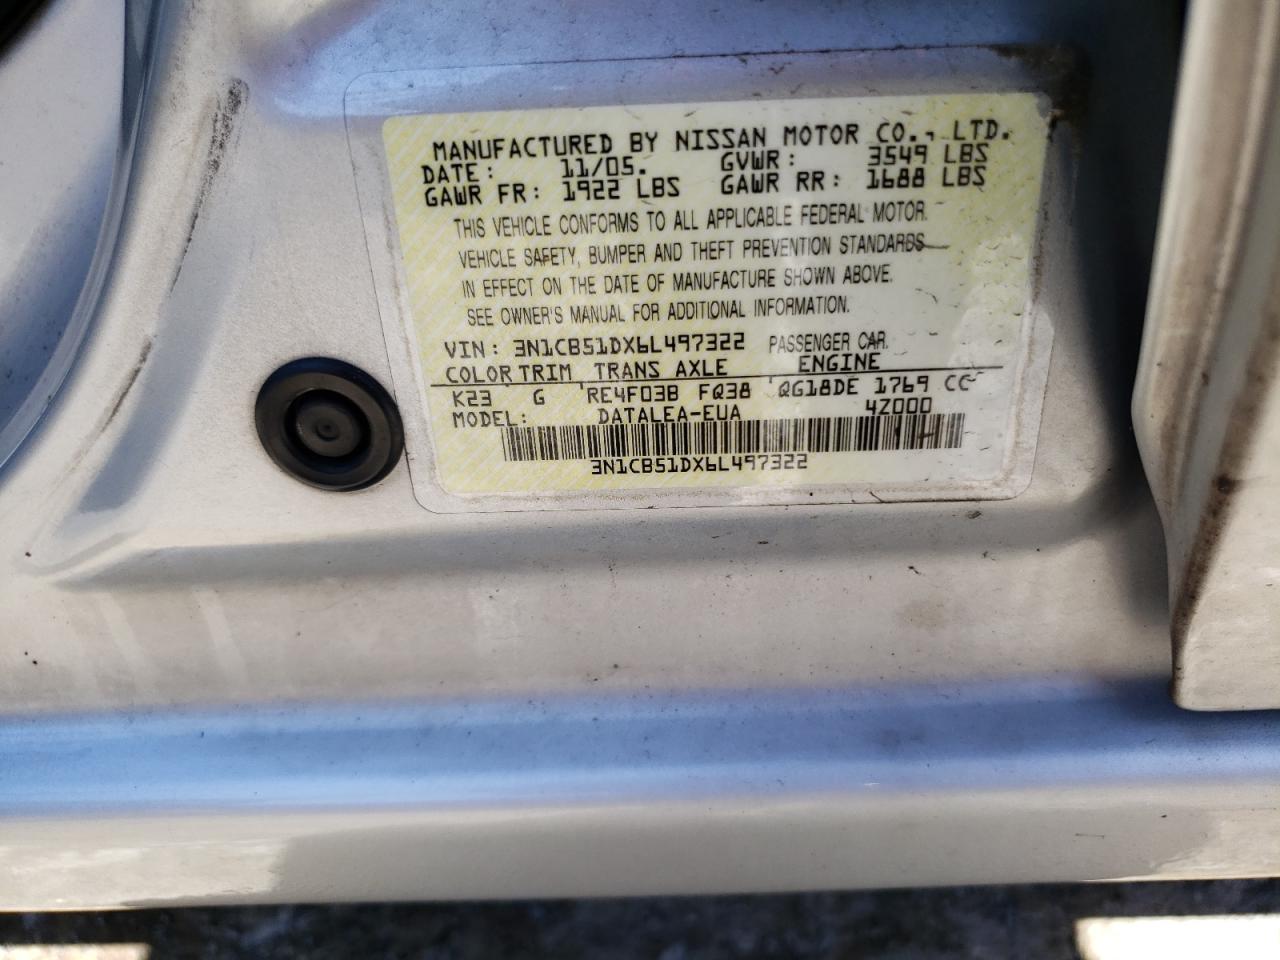 MANUFACTURED BY NISSAN MOTOR CO., LTD.
DATE: 11/05. GVWR: 3549 LBS
GAWR FR: 1922 LBS GAWR RR: 1688 LBS
THIS VEHICLE CONFORMS TO ALL APPLICABLE FEDERAL MOTOR
VEHICLE SAFETY, BUMPER AND THEFT PREVENTION STANDARDS
IN EFFECT ON THE DATE OF MANUFACTURE SHOWN ABOVE.
SEE OWNER'S MANUAL FOR ADDITIONAL INFORMATION.
VIN: 3N1CB51DX6L497322 PASSENGER CAR.
COLOR TRIM TRANS AXLE ENGINE
K23 G RE4F03B FQ38 QG18DE 1769 CC
MODEL: DATALEA-EUA 4Z000
3N1CB51DX6L497322